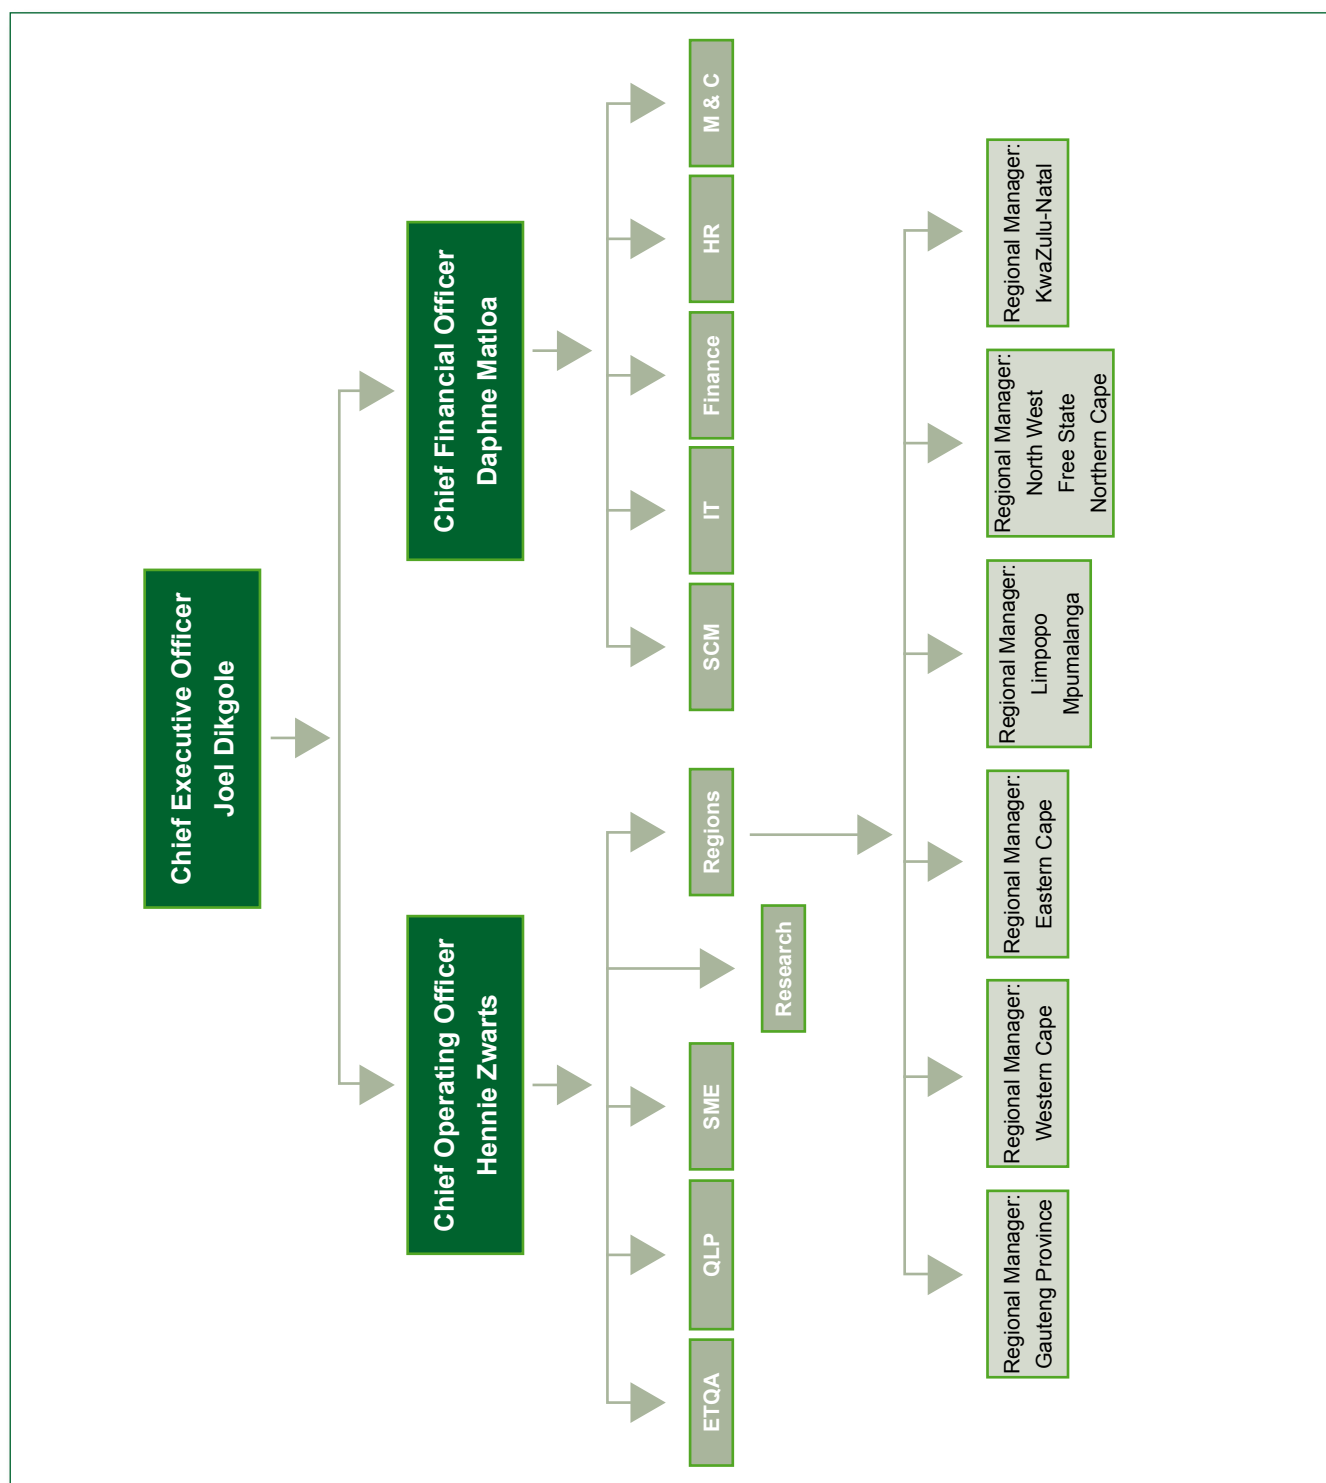 Chief Executive Officer
Joel Dikgole
Chief Operating Officer
Hennie Zwarts
Chief Financial Officer
Daphne Matloa
ETQA
QLP
SME
Research
Regions
SCM
IT
Finance
HR
M & C
Regional Manager:
Gauteng Province
Regional Manager:
Western Cape
Regional Manager:
Eastern Cape
Regional Manager:
Limpopo
Mpumalanga
Regional Manager:
North West
Free State
Northern Cape
Regional Manager:
KwaZulu-Natal